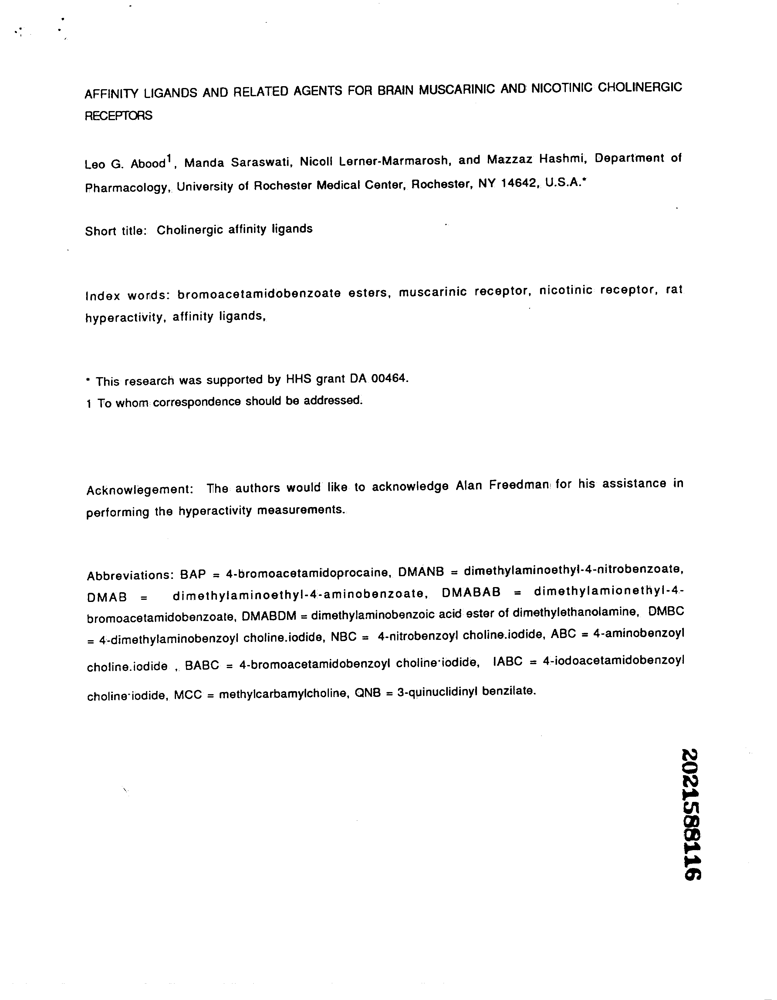 AFFINITY LIGANDS AND RELATED AGENTS FOR BRAIN MUSCARINIC AND NICOTINIC CHOLINERGIC
RECEPTORS
Leo G. Abood1, Manda Saraswati, Nicoll Lerner-Marmarosh, and Mazzaz Hashmi, Department of
Pharmacology, University of Rochester Medical Center, Rochester, NY 14642, U.S.A.*
Short title: Cholinergic affinity ligands
Index words: bromoacetamidobenzoate esters, muscarinic receptor, nicotinic receptor, rat
hyperactivity, affinity ligands,
* This research was supported by HHS grant DA 00464.
1 To whom correspondence should be addressed.
Acknowlegement: The authors would like to acknowledge Alan Freedman for his assistance in
performing the hyperactivity measurements.
Abbreviations: BAP = 4-bromoacetamidoprocaine, DMANB = dimethylaminoethyl-4-nitrobenzoate,
DMAB = dimethylaminoethyl-4-aminobenzoate, DMABAB = dimethylamionethyl-4-
bromoacetamidobenzoate, DMABDM = dimethylaminobenzoic acid ester of dimethylethanolamine, DMBC
= 4-dimethylaminobenzoyl choline.iodide, NBC = 4-nitrobenzoyl choline.iodide, ABC = 4-aminobenzoyl
choline.iodide , BABC = 4-bromoacetamidobenzoyl choline·iodide, IABC = 4-iodoacetamidobenzoyl
choline·iodide, MCC = methylcarbamylcholine, QNB = 3-quinuclidinyl benzilate.
2021588116